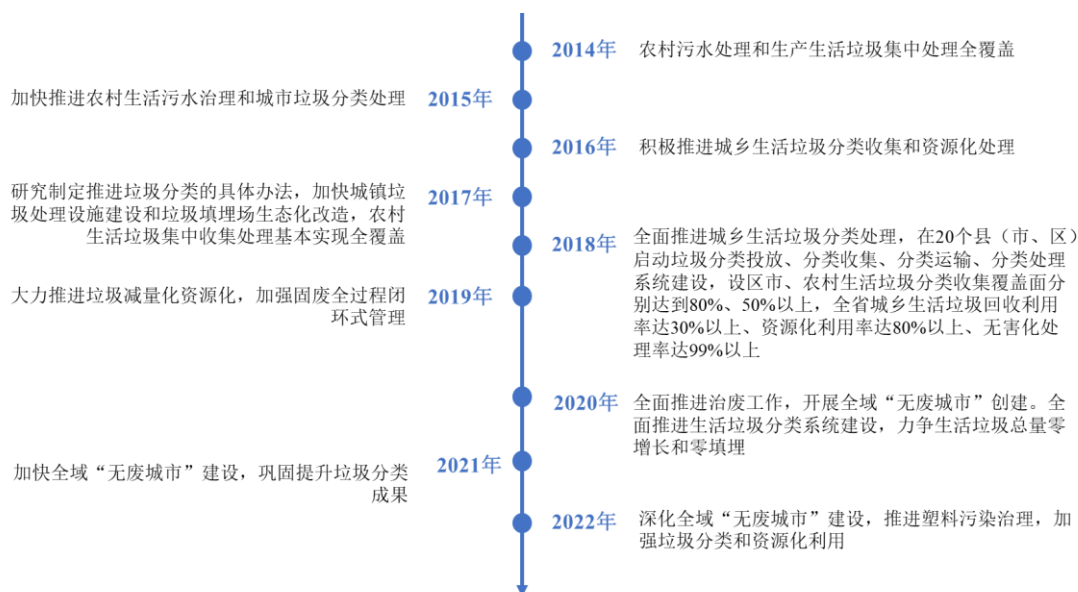 2014年
农村污水处理和生产生活垃圾集中处理全覆盖
加快推进农村生活污水治理和城市垃圾分类处理
2015年
2016年
积极推进城乡生活垃圾分类收集和资源化处理
研究制定推进垃圾分类的具体办法，加快城镇垃
圾处理设施建设和垃圾填埋场生态化改造，农村
生活垃圾集中收集处理基本实现全覆盖
2017年
2018年
全面推进城乡生活垃圾分类处理，在20个县（市、区）
启动垃圾分类投放、分类收集、分类运输、分类处理
系统建设，设区市、农村生活垃圾分类收集覆盖面分
别达到80%、50%以上，全省城乡生活垃圾回收利用
率达30%以上、资源化利用率达80%以上、无害化处
理率达99%以上
大力推进垃圾减量化资源化，加强固废全过程闭
环式管理
2019年
2020年
全面推进治废工作，开展全域“无废城市”创建。全
面推进生活垃圾分类系统建设，力争生活垃圾总量零
增长和零填埋
加快全域“无废城市”建设，巩固提升垃圾分类
成果
2021年
2022年
深化全域“无废城市”建设，推进塑料污染治理，加
强垃圾分类和资源化利用